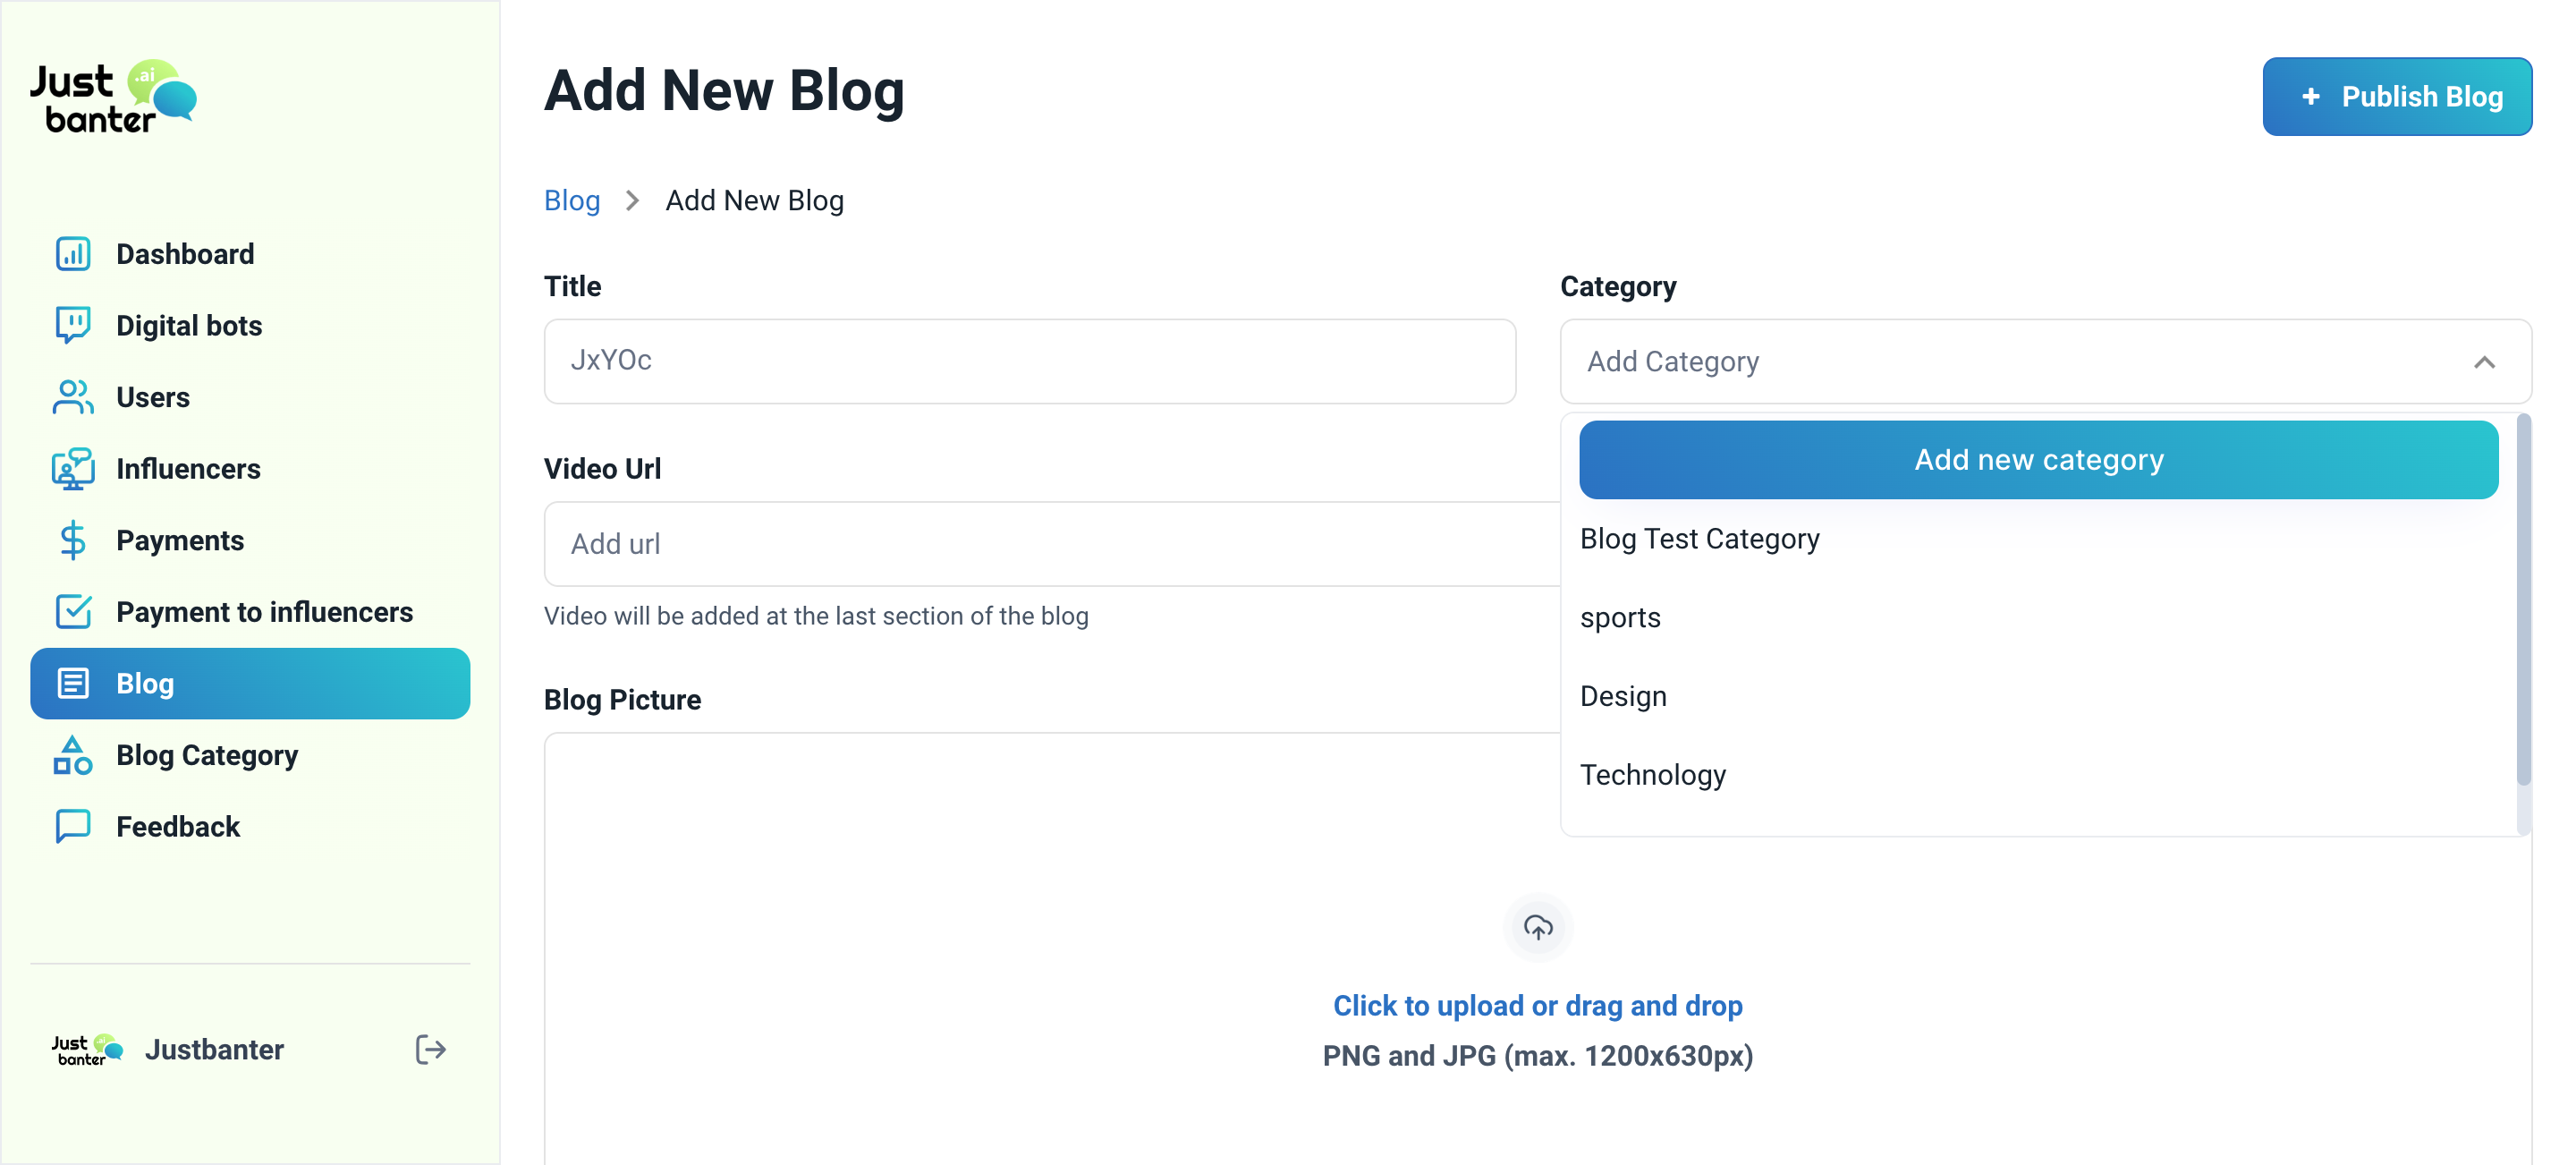 Just .ai
banter
Dashboard
Digital bots
Users
Influencers
Payments
Payment to influencers
Blog
Blog Category
Feedback
Just .ai
banter
Justbanter
Add New Blog
+ Publish Blog
Blog > Add New Blog
Title
JxYOc
Category
Add Category
Add new category
Blog Test Category
sports
Design
Technology
Video Url
Add url
Video will be added at the last section of the blog
Blog Picture
Click to upload or drag and drop
PNG and JPG (max. 1200x630px)